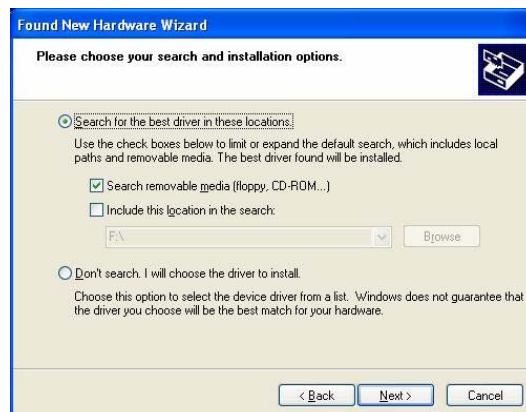 Found New Hardware Wizard
Please choose your search and installation options.
Search for the best driver in these locations.
Use the check boxes below to limit or expand the default search, which includes local
paths and removable media. The best driver found will be installed.
Search removable media (floppy, CD-ROM...)
Include this location in the search:
F:\
Browse
Don't search. I will choose the driver to install.
Choose this option to select the device driver from a list. Windows does not guarantee that
the driver you choose will be the best match for your hardware.
< Back Next > Cancel